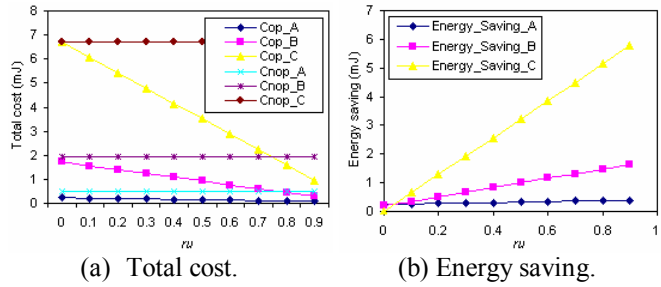 8
7
6
5
4
3
2
1
0
Total cost (mJ)
Cop_A
Cop_B
Cop_C
Cnop_A
Cnop_B
Cnop_C
0 0.1 0.2 0.3 0.4 0.5 0.6 0.7 0.8 0.9
ru
(a) Total cost.
7
6
5
4
3
2
1
0
Energy saving (mJ)
Energy_Saving_A
Energy_Saving_B
Energy_Saving_C
0 0.2 0.4 0.6 0.8 1
ru
(b) Energy saving.